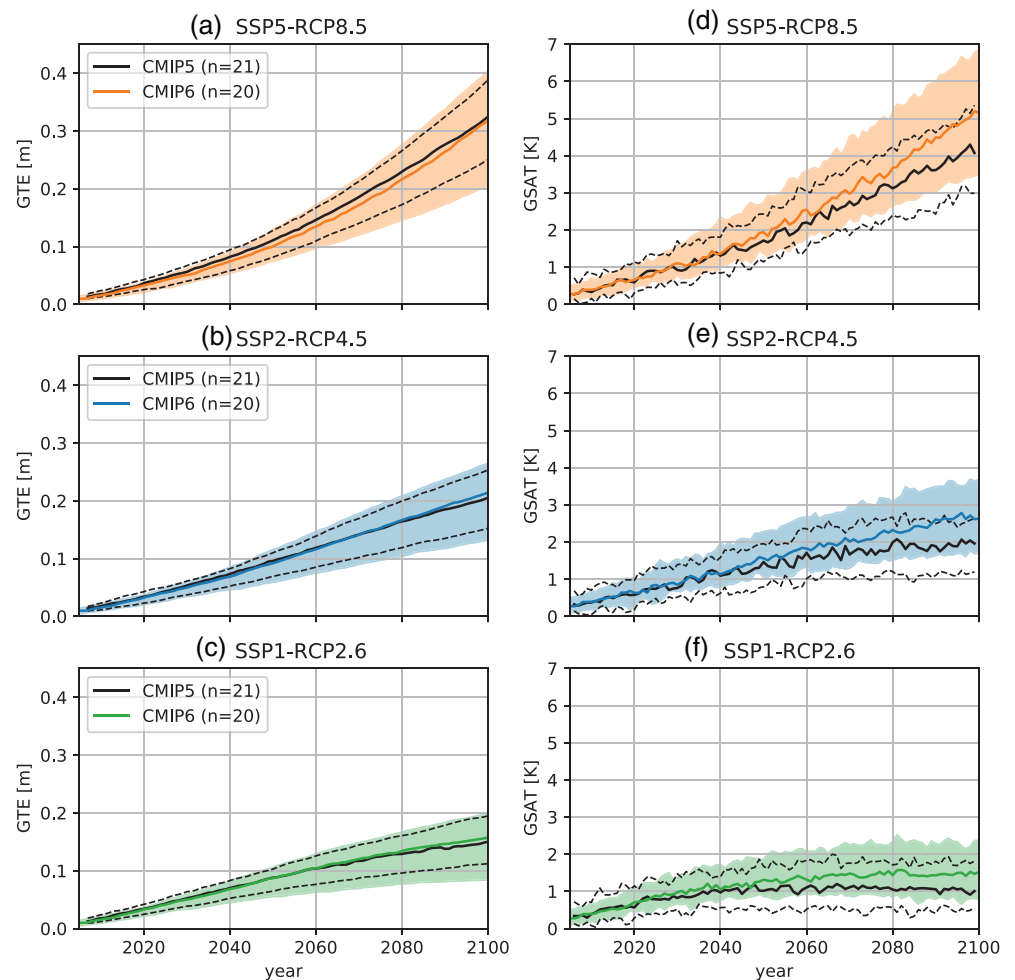 (a) SSP5-RCP8.5
GTE [m]
0.4
0.3
0.2
0.1
0.0
CMIP5 (n=21)
CMIP6 (n=20)
(d) SSP5-RCP8.5
GSAT [K]
7
6
5
4
3
2
1
0
(b) SSP2-RCP4.5
GTE [m]
0.4
0.3
0.2
0.1
0.0
CMIP5 (n=21)
CMIP6 (n=20)
(e) SSP2-RCP4.5
GSAT [K]
7
6
5
4
3
2
1
0
(c) SSP1-RCP2.6
GTE [m]
0.4
0.3
0.2
0.1
0.0
CMIP5 (n=21)
CMIP6 (n=20)
2020 2040 2060 2080 2100
year
(f) SSP1-RCP2.6
GSAT [K]
7
6
5
4
3
2
1
0
2020 2040 2060 2080 2100
year